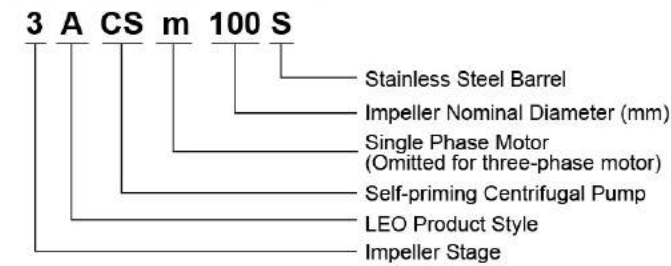 3 A CS m 100 S
Stainless Steel Barrel
Impeller Nominal Diameter (mm)
Single Phase Motor
(Omitted for three-phase motor)
Self-priming Centrifugal Pump
LEO Product Style
Impeller Stage